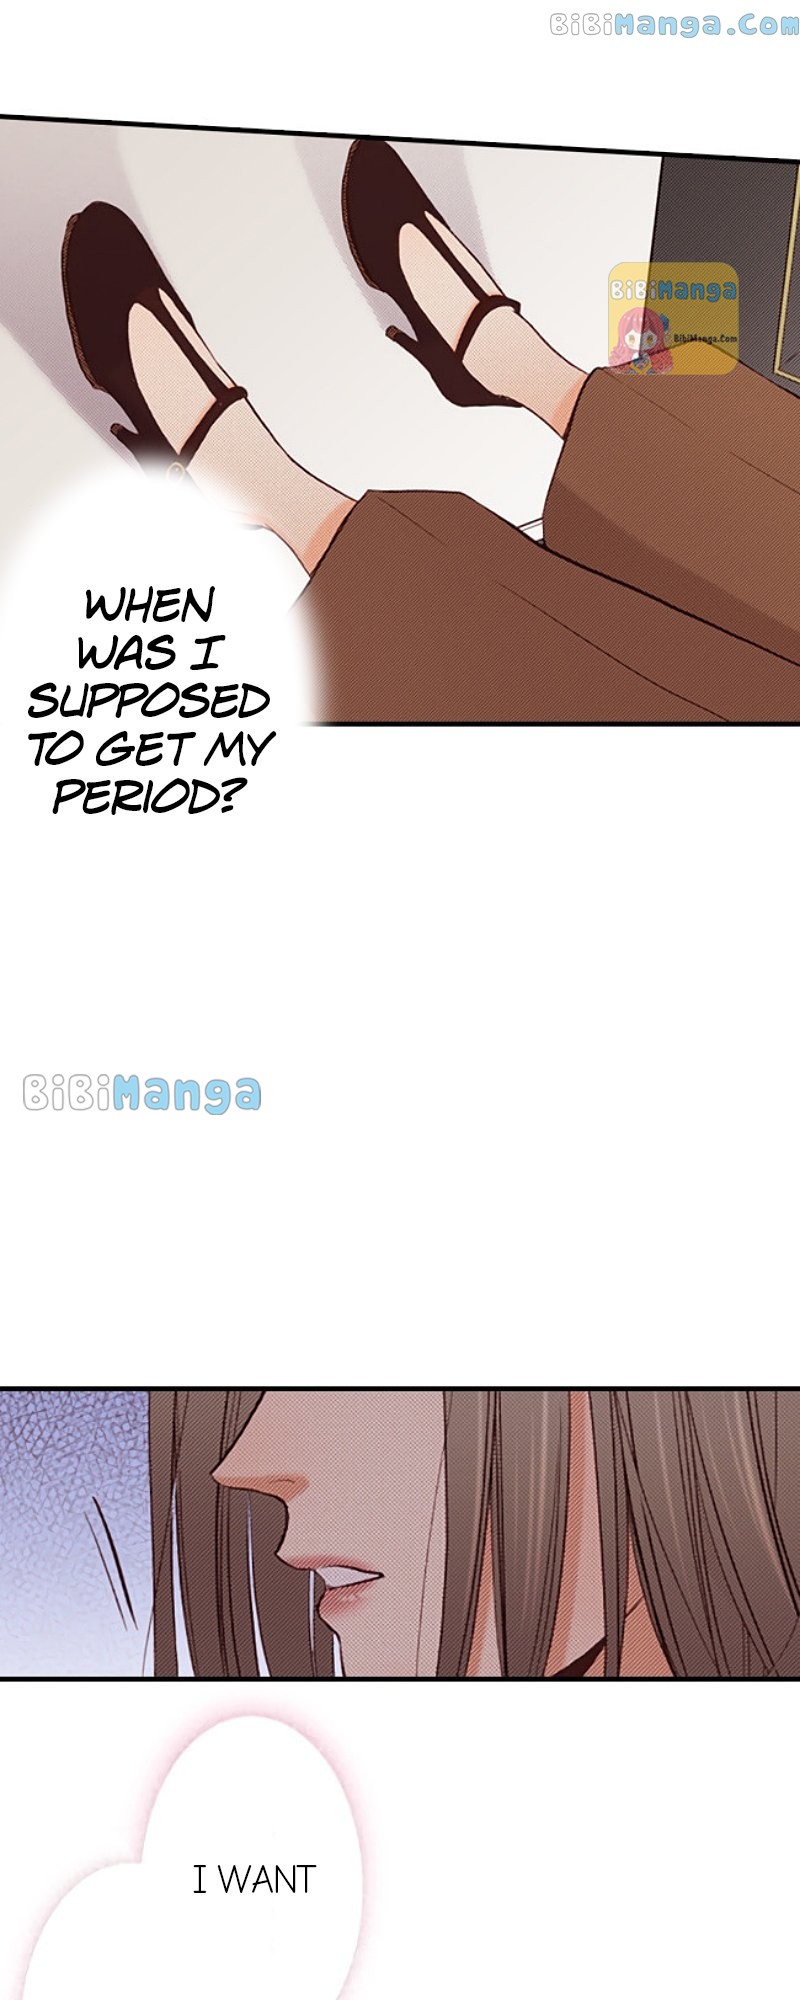 BiBiManga.Com
BiBiManga
BibiManga.Com
WHEN
WAS I
SUPPOSED
TO GET MY
PERIOD?
BiBiManga
I WANT